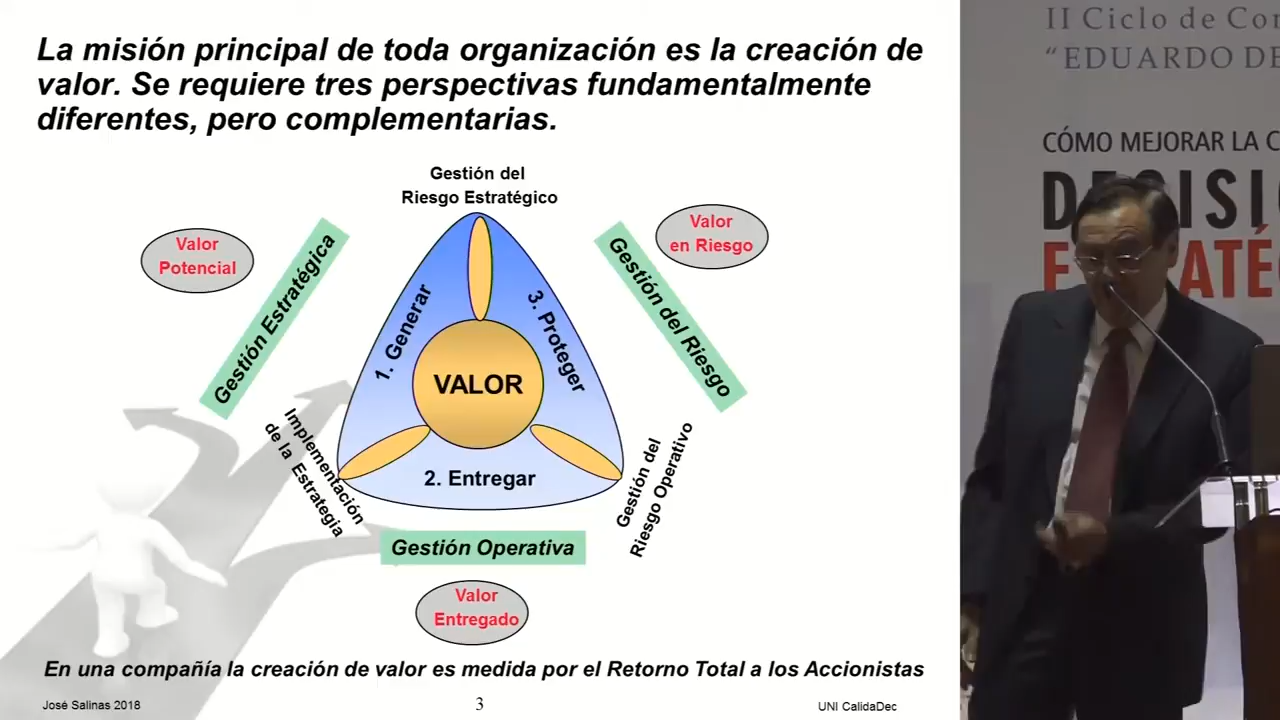 La misión principal de toda organización es la creación de
valor. Se requiere tres perspectivas fundamentalmente
diferentes, pero complementarias.
Gestión del
Riesgo Estratégico
Valor
Potencial
Gestión Estratégica
Valor
en Riesgo
Gestión del Riesgo
1. Generar
3. Proteger
VALOR
2. Entregar
Implementación
de la Estrategia
Gestión del
Riesgo Operativo
Gestión Operativa
Valor
Entregado
En una compañía la creación de valor es medida por el Retorno Total a los Accionistas
José Salinas 2018
3
UNI CalidaDec
II Ciclo de
“EDUARDO DE
CÓMO MEJORAR LA